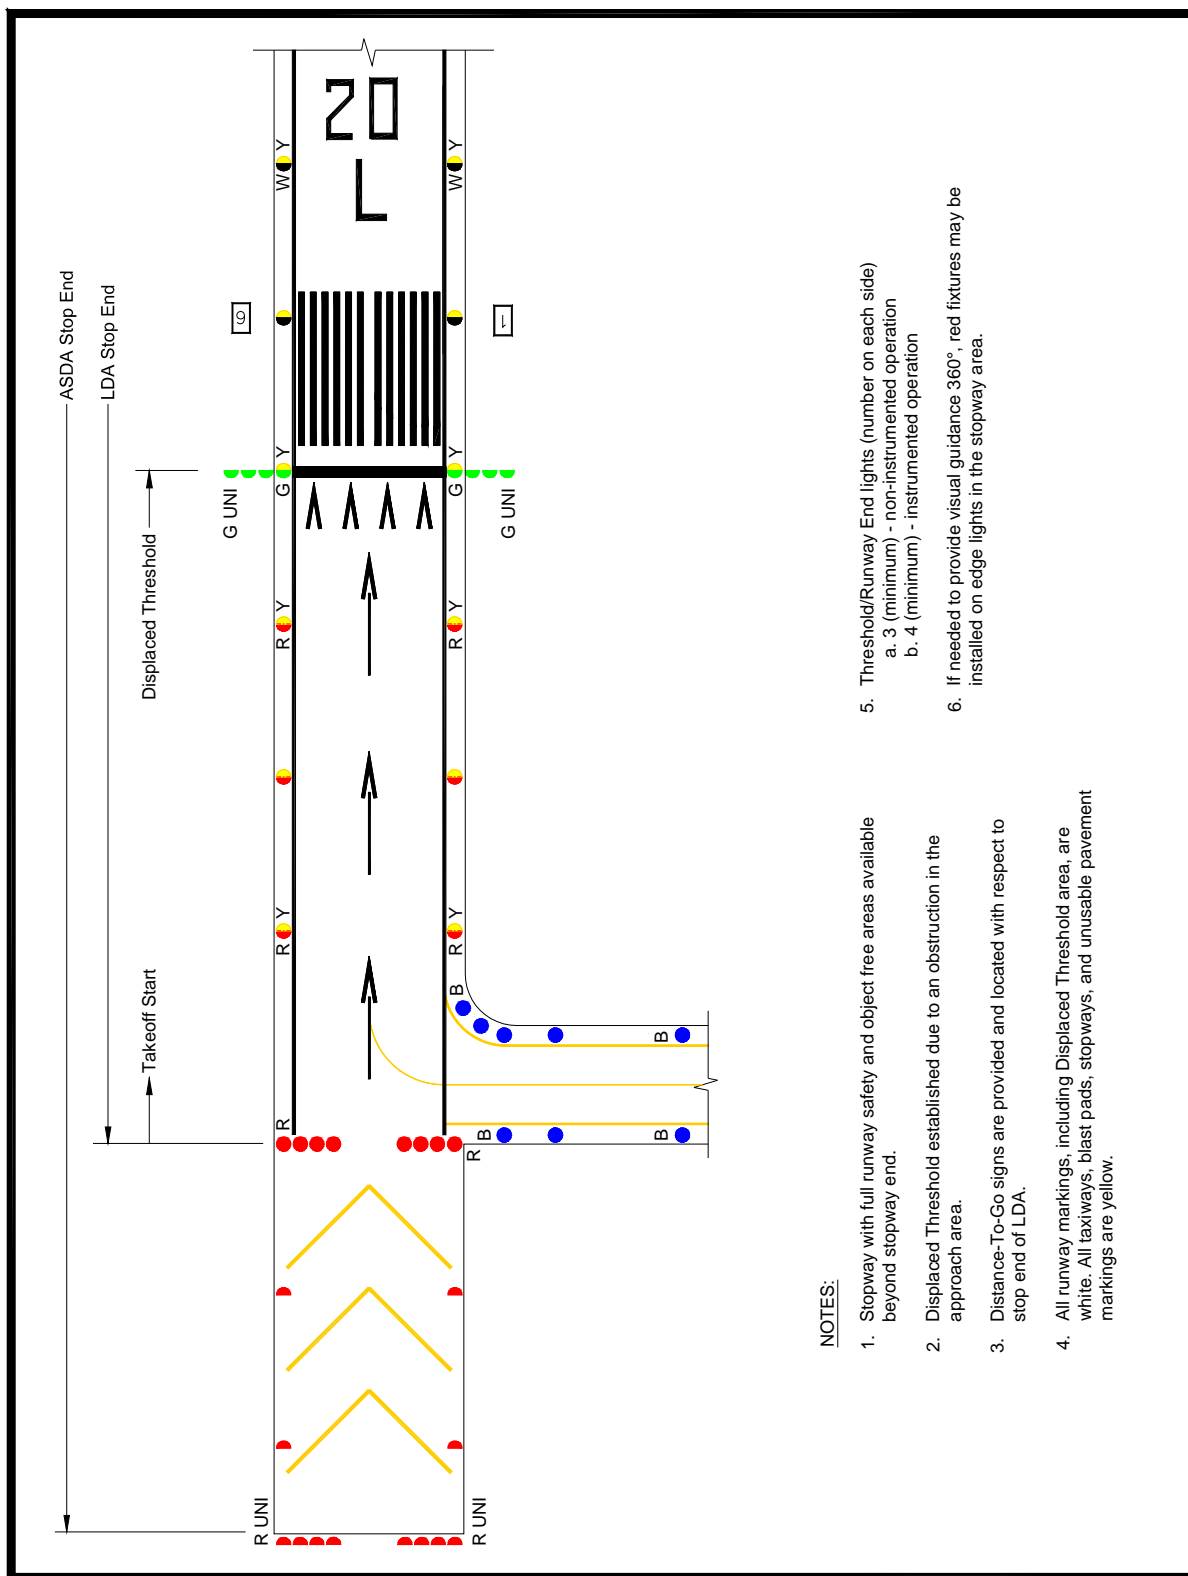 ASDA Stop End
LDA Stop End
Takeoff Start
Displaced Threshold
R UNI
R
R
Y
R
Y
G UNI
G
Y
W
Y
20
L
R UNI
R
B
B
B
B
R
Y
R
Y
G UNI
G
Y
W
Y
NOTES:
1. Stopway with full runway safety and object free areas available
beyond stopway end.
2. Displaced Threshold established due to an obstruction in the
approach area.
3. Distance-To-Go signs are provided and located with respect to
stop end of LDA.
4. All runway markings, including Displaced Threshold area, are
white. All taxiways, blast pads, stopways, and unusable pavement
markings are yellow.
5. Threshold/Runway End lights (number on each side)
a. 3 (minimum) - non-instrumented operation
b. 4 (minimum) - instrumented operation
6. If needed to provide visual guidance 360°, red fixtures may be
installed on edge lights in the stopway area.